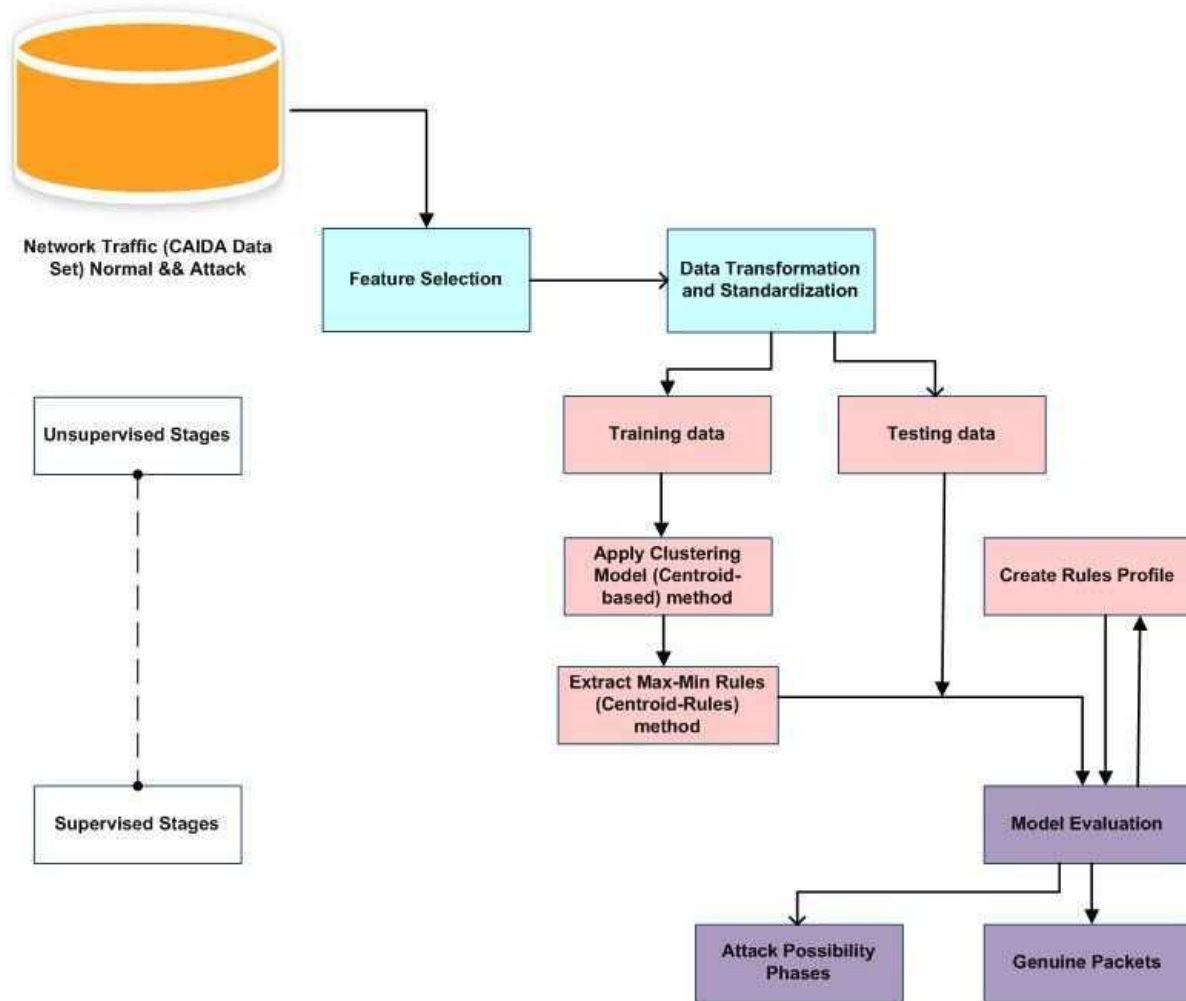 Network Traffic (CAIDA Data
Set) Normal && Attack
Feature Selection
Data Transformation
and Standardization
Unsupervised Stages
Training data
Testing data
Apply Clustering
Model (Centroid-
based) method
Create Rules Profile
Extract Max-Min Rules
(Centroid-Rules)
method
Supervised Stages
Model Evaluation
Attack Possibility
Phases
Genuine Packets